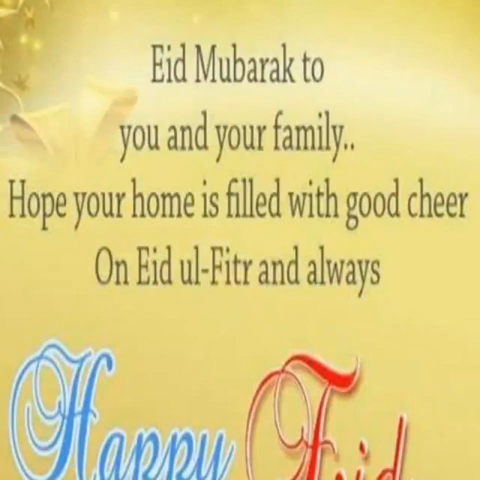 Eid Mubarak to
you and your family..
Hope your home is filled with good cheer
On Eid ul-Fitr and always
Happy